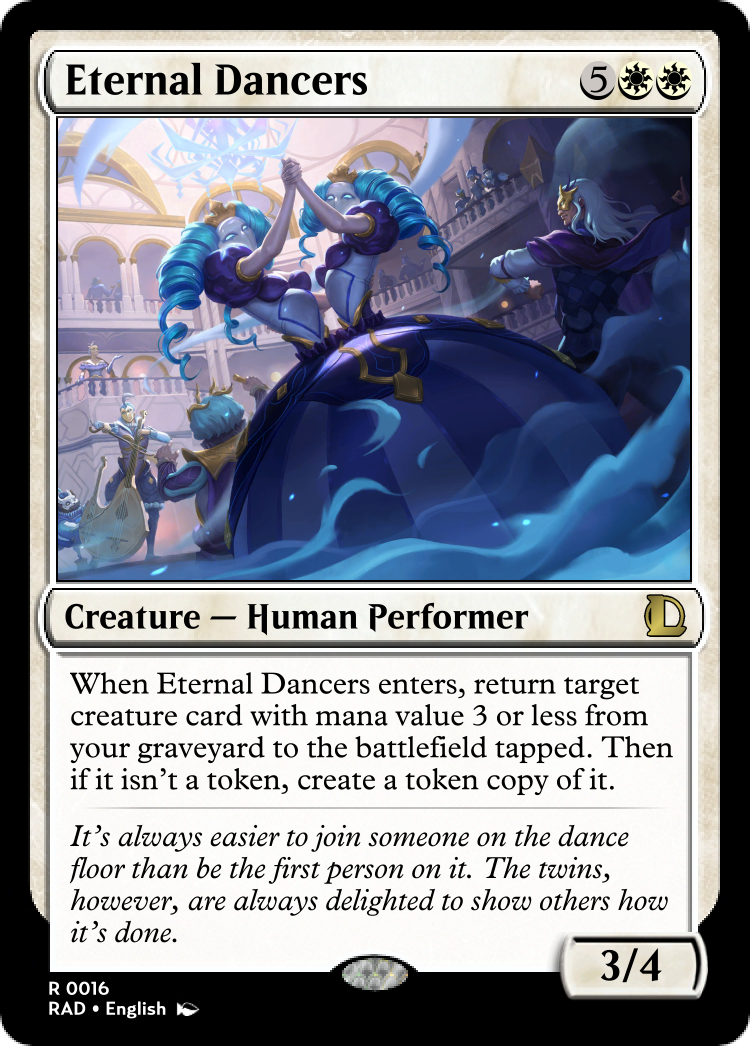 Eternal Dancers 5
Creature — Human Performer
When Eternal Dancers enters, return target
creature card with mana value 3 or less from
your graveyard to the battlefield tapped. Then
if it isn't a token, create a token copy of it.
It's always easier to join someone on the dance
floor than be the first person on it. The twins,
however, are always delighted to show others how
it's done.
3/4
R 0016
RAD • English